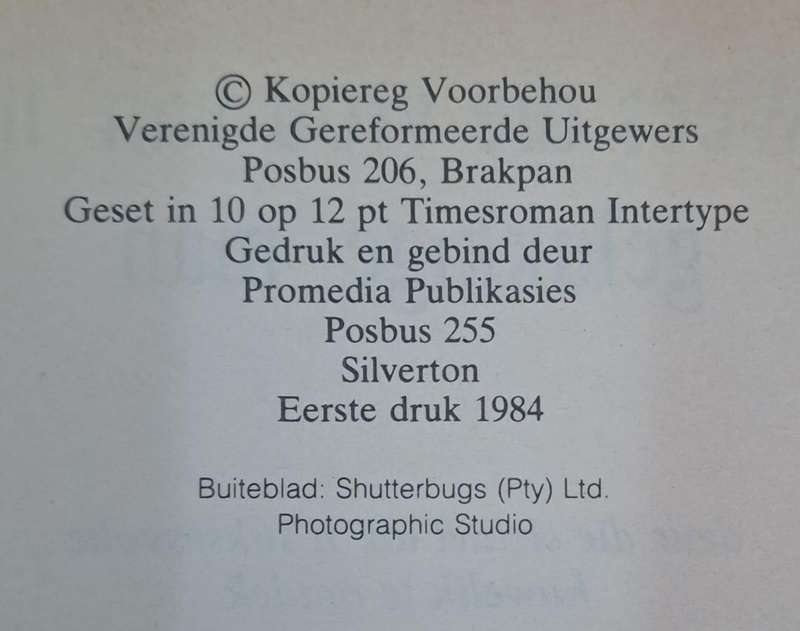 © Kopiereg Voorbehou
Verenigde Gereformeerde Uitgewers
Posbus 206, Brakpan
Geset in 10 op 12 pt Timesroman Intertype
Gedruk en gebind deur
Promedia Publikasies
Posbus 255
Silverton
Eerste druk 1984
Buiteblad: Shutterbugs (Pty) Ltd.
Photographic Studio